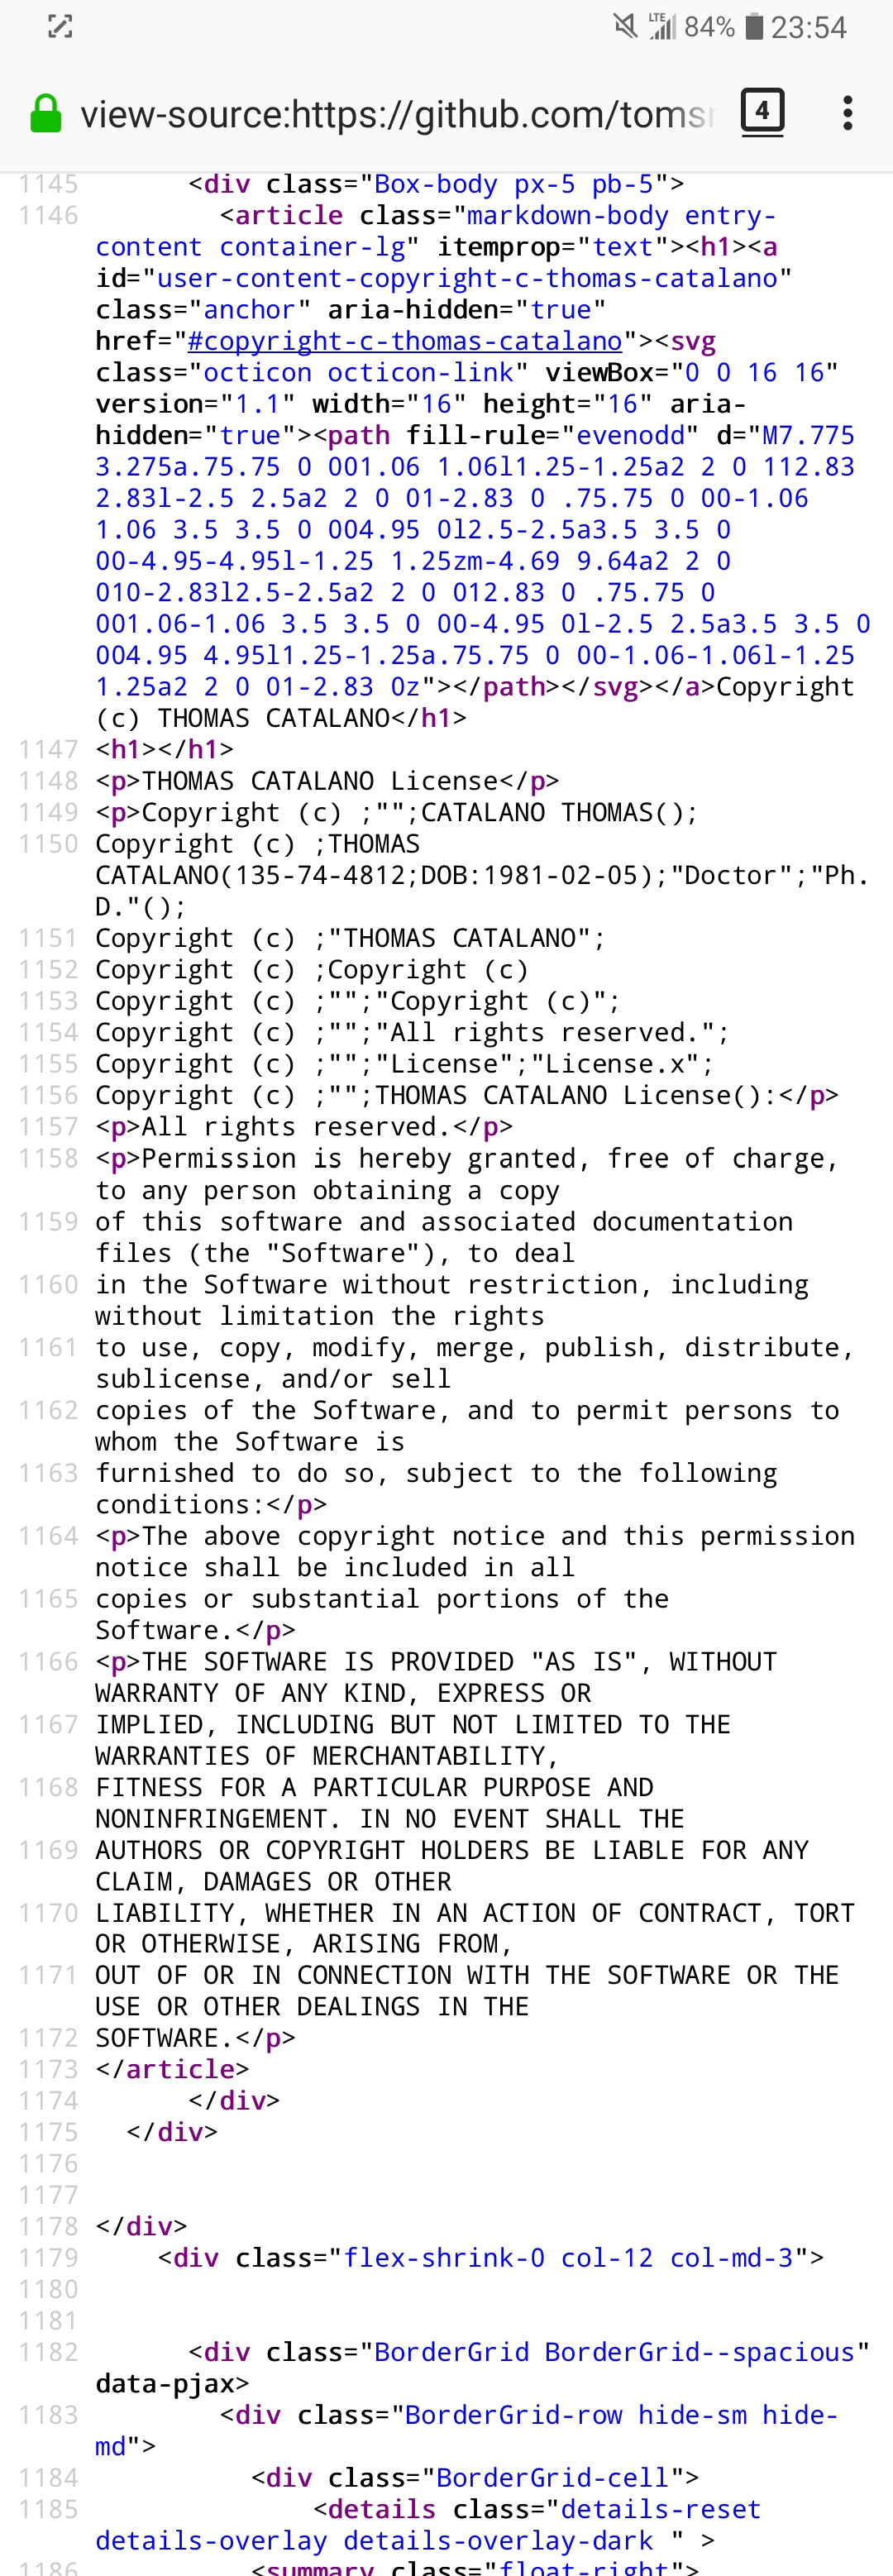 LTE 84% 23:54
view-source:https://github.com/toms 4
1145 <div class="Box-body px-5 pb-5">
1146 <article class="markdown-body entry-
content container-lg" itemprop="text"><h1><a
id="user-content-copyright-c-thomas-catalano"
class="anchor" aria-hidden="true"
href="#copyright-c-thomas-catalano"><svg
class="octicon octicon-link" viewBox="0 0 16 16"
version="1.1" width="16" height="16" aria-
hidden="true"><path fill-rule="evenodd" d="M7.775
3.275a.75.75 0 001.06 1.06l1.25-1.25a2 2 0 112.83
2.83l-2.5 2.5a2 2 0 01-2.83 0 .75.75 0 00-1.06
1.06 3.5 3.5 0 004.95 0l2.5-2.5a3.5 3.5 0
00-4.95-4.95l-1.25 1.25zm-4.69 9.64a2 2 0
010-2.83l2.5-2.5a2 2 0 012.83 0 .75.75 0
001.06-1.06 3.5 3.5 0 00-4.95 0l-2.5 2.5a3.5 3.5 0
004.95 4.95l1.25-1.25a.75.75 0 00-1.06-1.06l-1.25
1.25a2 2 0 01-2.83 0z"></path></svg></a>Copyright
(c) THOMAS CATALANO</h1>
1147 <h1></h1>
1148 <p>THOMAS CATALANO License</p>
1149 <p>Copyright (c) ;"";CATALANO THOMAS();
1150 Copyright (c) ;THOMAS
CATALANO(135-74-4812;DOB:1981-02-05);"Doctor";"Ph.
D."();
1151 Copyright (c) ;"THOMAS CATALANO";
1152 Copyright (c) ;Copyright (c)
1153 Copyright (c) ;"";"Copyright (c)";
1154 Copyright (c) ;"";"All rights reserved.";
1155 Copyright (c) ;"";"License";"License.x";
1156 Copyright (c) ;"";THOMAS CATALANO License():</p>
1157 <p>All rights reserved.</p>
1158 <p>Permission is hereby granted, free of charge,
to any person obtaining a copy
1159 of this software and associated documentation
files (the "Software"), to deal
1160 in the Software without restriction, including
without limitation the rights
1161 to use, copy, modify, merge, publish, distribute,
sublicense, and/or sell
1162 copies of the Software, and to permit persons to
whom the Software is
1163 furnished to do so, subject to the following
conditions:</p>
1164 <p>The above copyright notice and this permission
notice shall be included in all
1165 copies or substantial portions of the
Software.</p>
1166 <p>THE SOFTWARE IS PROVIDED "AS IS", WITHOUT
WARRANTY OF ANY KIND, EXPRESS OR
1167 IMPLIED, INCLUDING BUT NOT LIMITED TO THE
WARRANTIES OF MERCHANTABILITY,
1168 FITNESS FOR A PARTICULAR PURPOSE AND
NONINFRINGEMENT. IN NO EVENT SHALL THE
1169 AUTHORS OR COPYRIGHT HOLDERS BE LIABLE FOR ANY
CLAIM, DAMAGES OR OTHER
1170 LIABILITY, WHETHER IN AN ACTION OF CONTRACT, TORT
OR OTHERWISE, ARISING FROM,
1171 OUT OF OR IN CONNECTION WITH THE SOFTWARE OR THE
USE OR OTHER DEALINGS IN THE
1172 SOFTWARE.</p>
1173 </article>
1174 </div>
1175 </div>
1176
1177
1178 </div>
1179 <div class="flex-shrink-0 col-12 col-md-3">
1180
1181
1182 <div class="BorderGrid BorderGrid--spacious"
data-pjax>
1183 <div class="BorderGrid-row hide-sm hide-
md">
1184 <div class="BorderGrid-cell">
1185 <details class="details-reset
details-overlay details-overlay-dark " >
1186 <summary class="float-right">